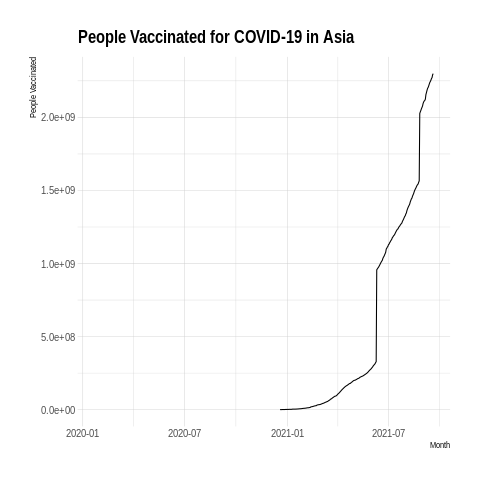 People Vaccinated for COVID-19 in Asia
People Vaccinated
2.0e+09
1.5e+09
1.0e+09
5.0e+08
0.0e+00
2020-01 2020-07 2021-01 2021-07
Month